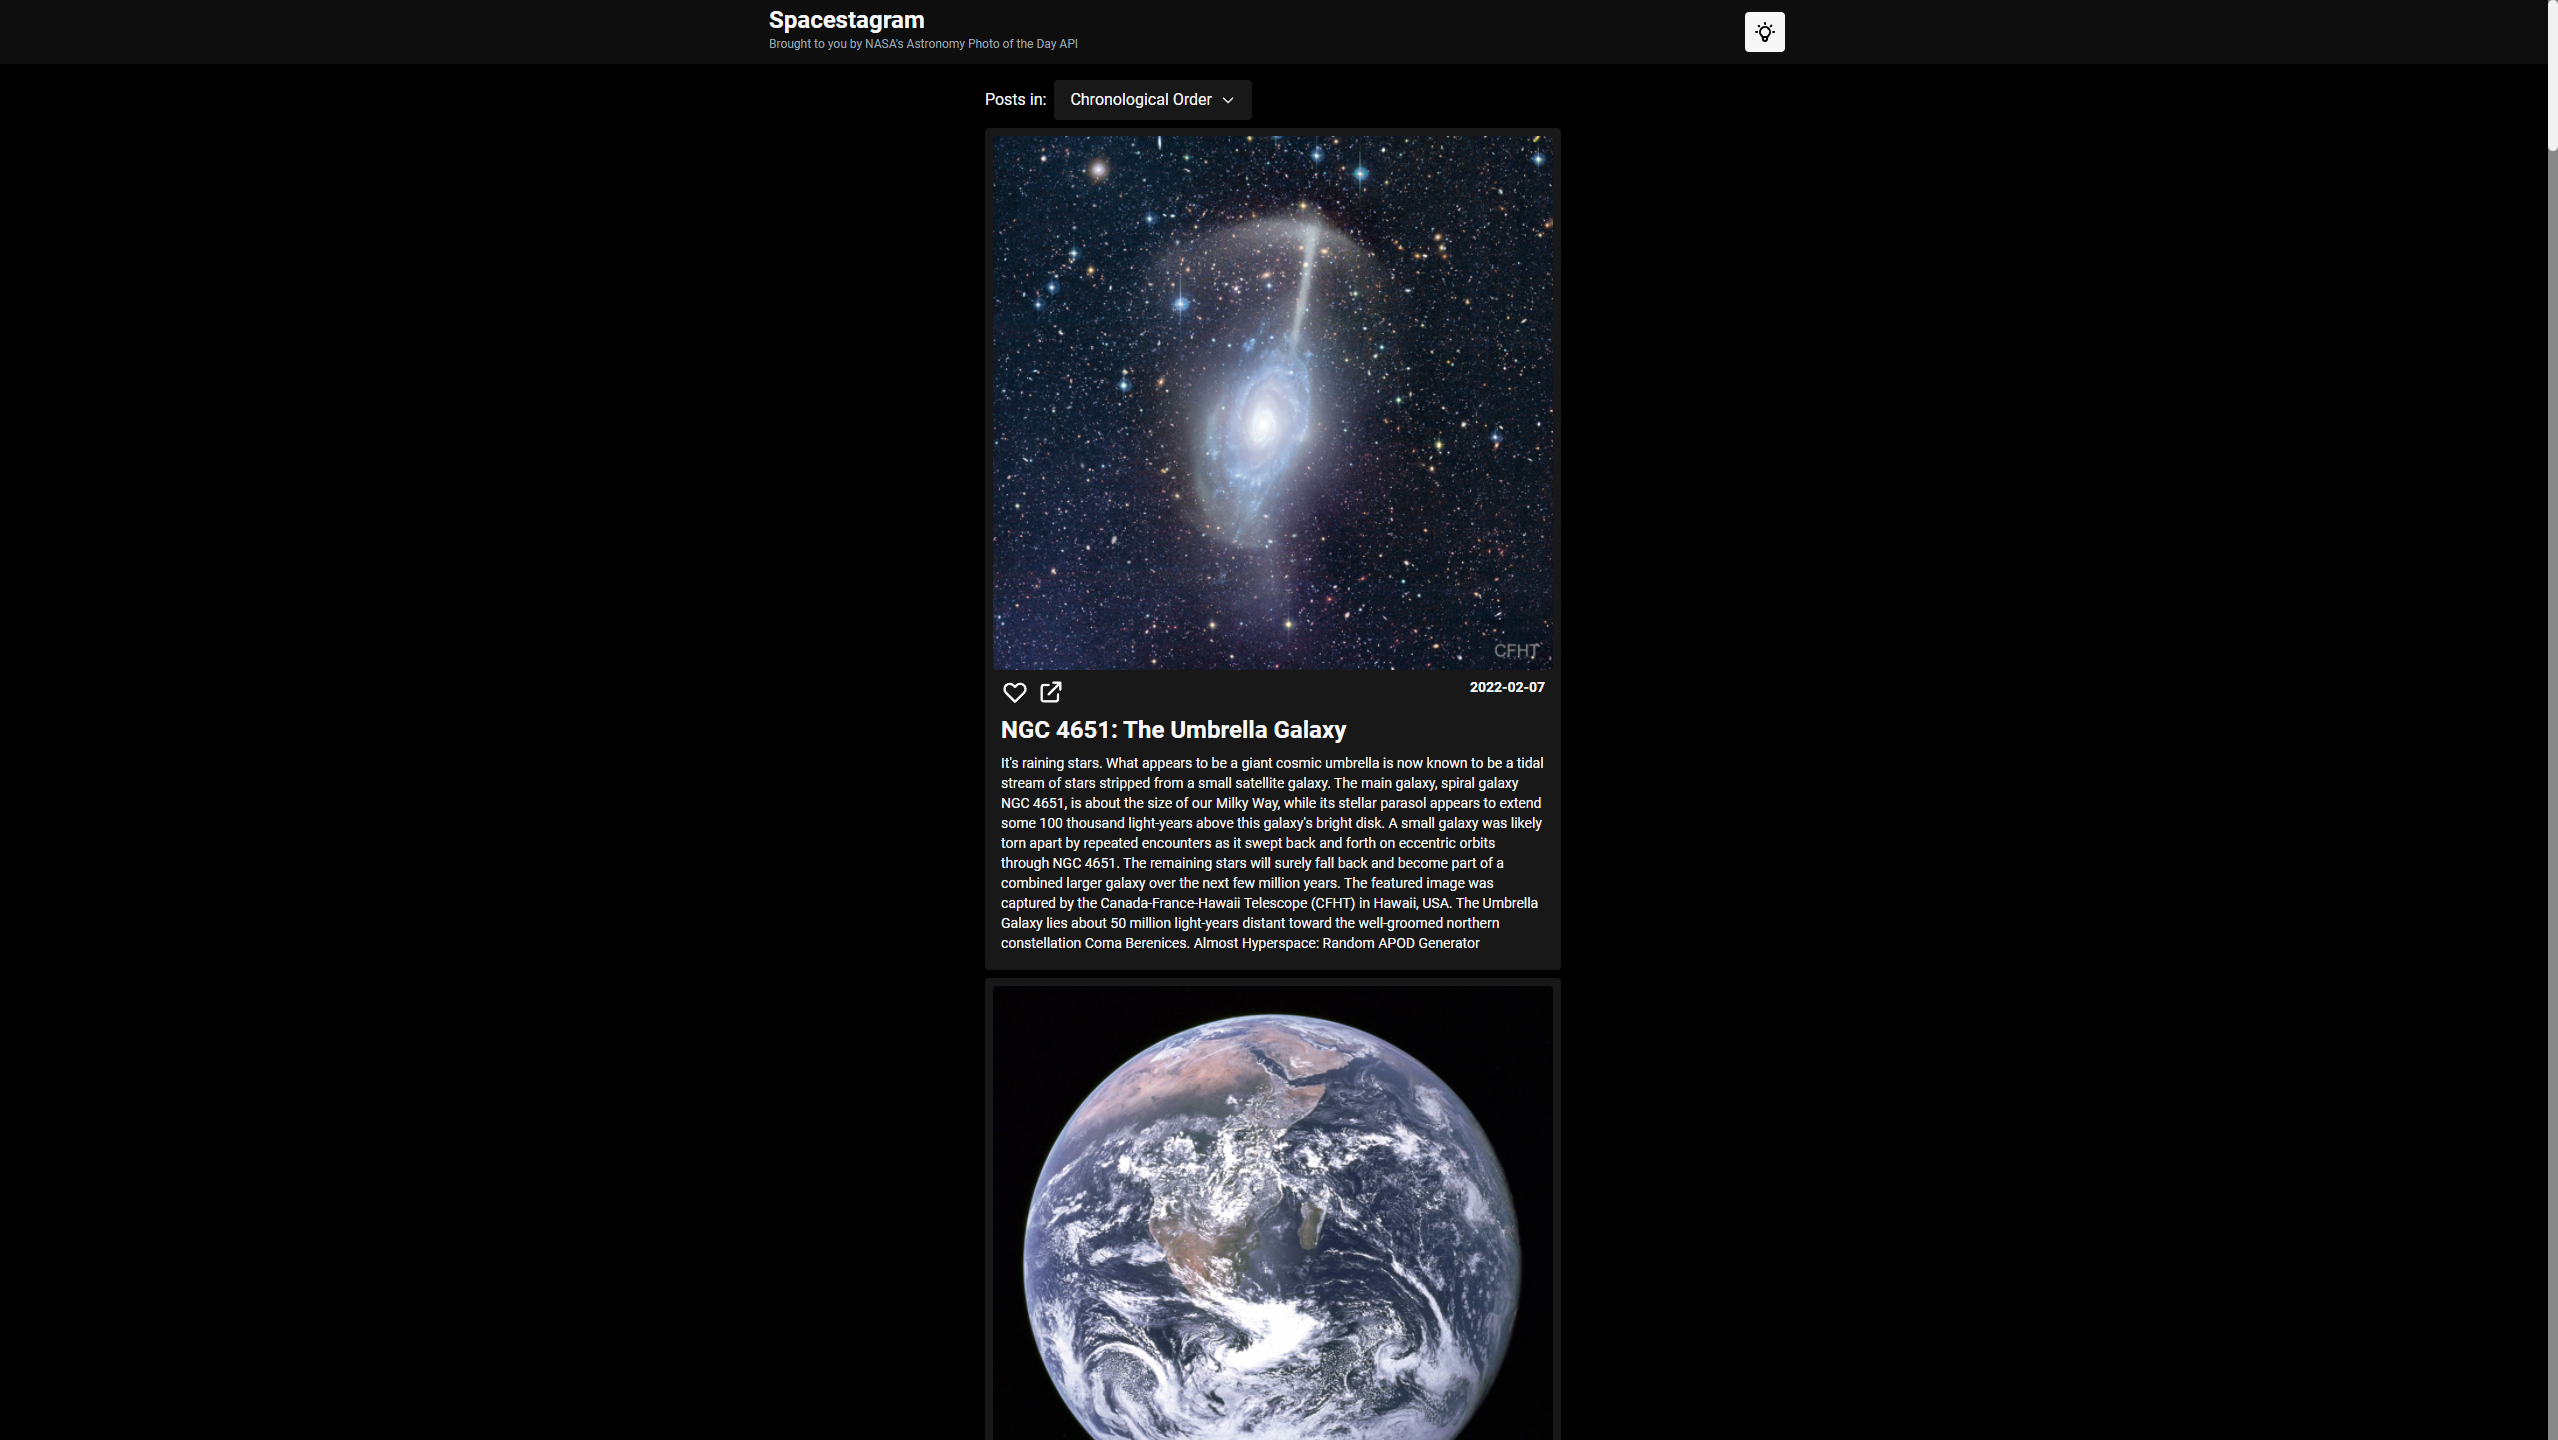 Spacestagram
Brought to you by NASA's Astronomy Photo of the Day API
Posts in: Chronological Order
CFHT
2022-02-07
NGC 4651: The Umbrella Galaxy
It's raining stars. What appears to be a giant cosmic umbrella is now known to be a tidal
stream of stars stripped from a small satellite galaxy. The main galaxy, spiral galaxy
NGC 4651, is about the size of our Milky Way, while its stellar parasol appears to extend
some 100 thousand light-years above this galaxy's bright disk. A small galaxy was likely
torn apart by repeated encounters as it swept back and forth on eccentric orbits
through NGC 4651. The remaining stars will surely fall back and become part of a
combined larger galaxy over the next few million years. The featured image was
captured by the Canada-France-Hawaii Telescope (CFHT) in Hawaii, USA. The Umbrella
Galaxy lies about 50 million light-years distant toward the well-groomed northern
constellation Coma Berenices. Almost Hyperspace: Random APOD Generator